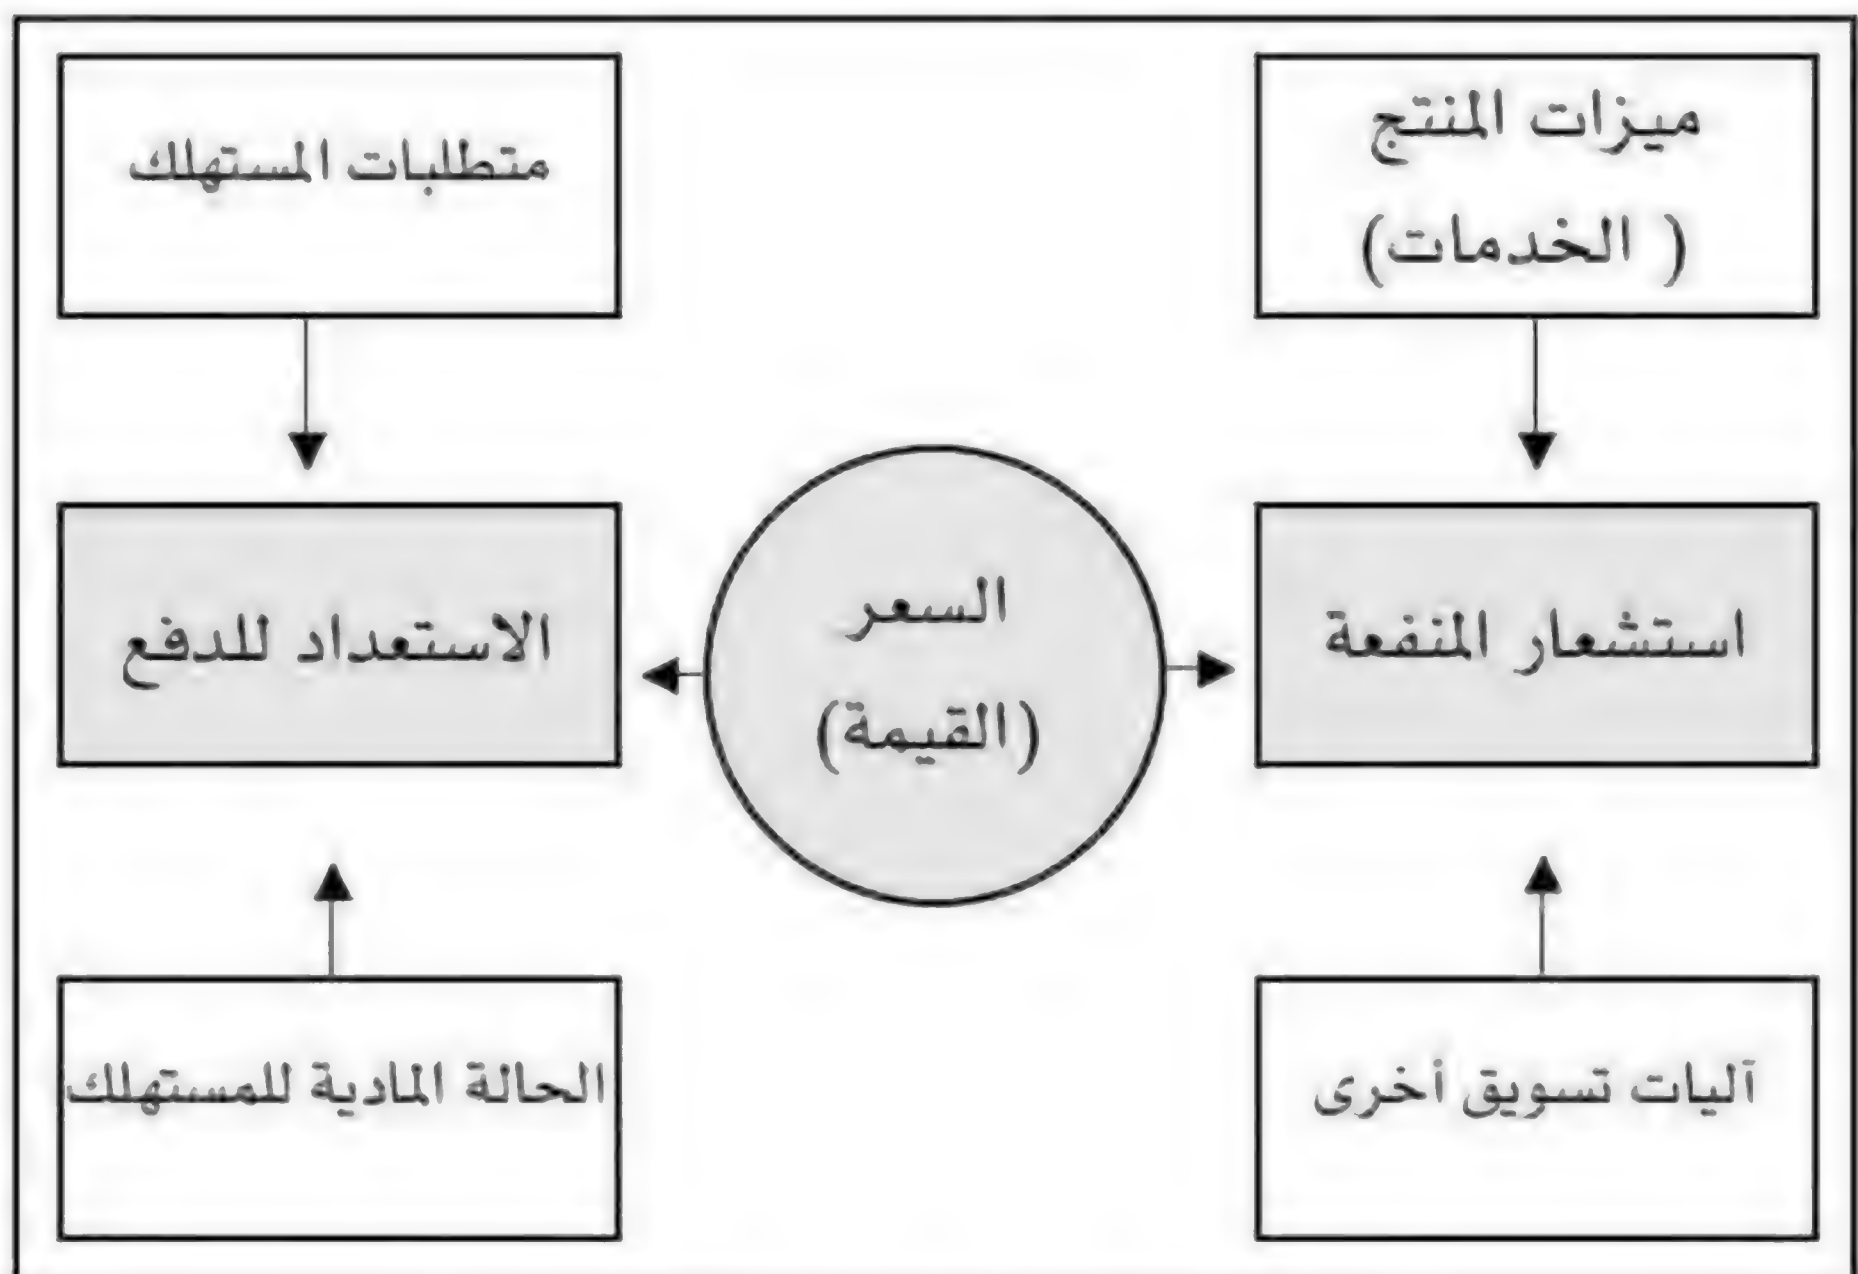 ميزات المنتج
( الخدمات)
متطلبات المستهلك
استشعار المنفعة
السعر
(القيمة)
الاستعداد للدفع
آليات تسويق أخرى
الحالة المادية للمستهلك